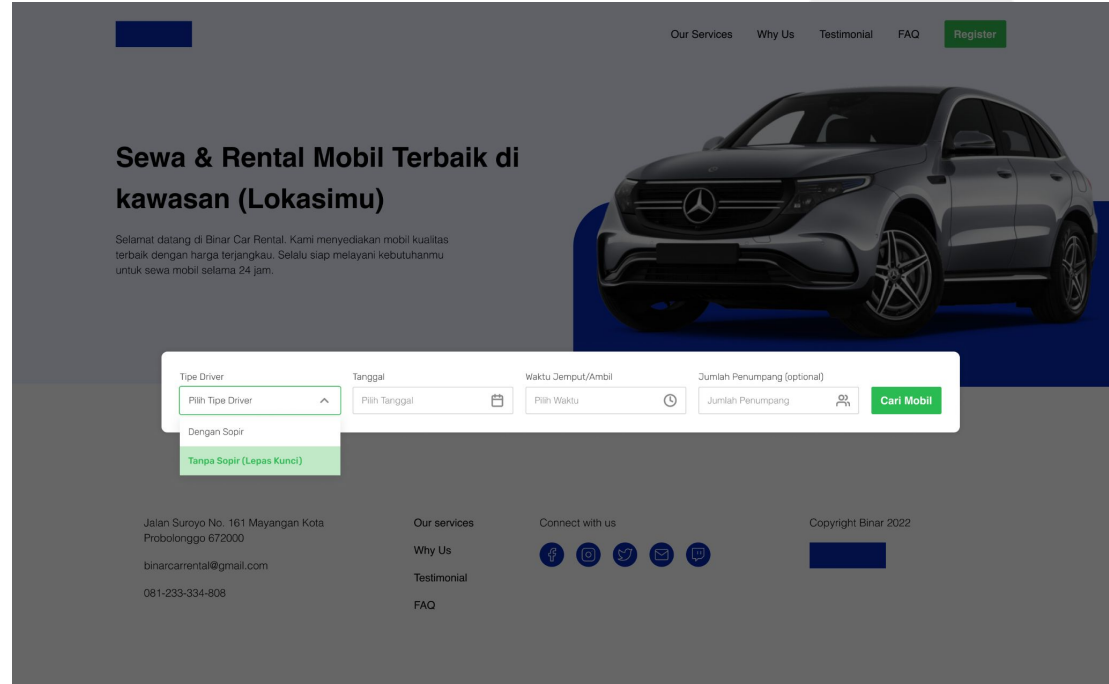 Our Services Why Us Testimonial FAQ Register
Sewa & Rental Mobil Terbaik di
kawasan (Lokasimu)
Selamat datang di Binar Car Rental. Kami menyediakan mobil kualitas
terbaik dengan harga terjangkau. Selalu siap melayani kebutuhanmu
untuk sewa mobil selama 24 jam.
Tipe Driver Tanggal Waktu Jemput/Ambil Jumlah Penumpang (optional)
Pilih Tipe Driver Pilih Tanggal Pilih Waktu Jumlah Penumpang Cari Mobil
Dengan Sopir
Tanpa Sopir (Lepas Kunci)
Jalan Suroyo No. 161 Mayangan Kota
Probolonggo 672000
binarcarrental@gmail.com
081-233-334-808
Our services
Why Us
Testimonial
FAQ
Connect with us
Copyright Binar 2022